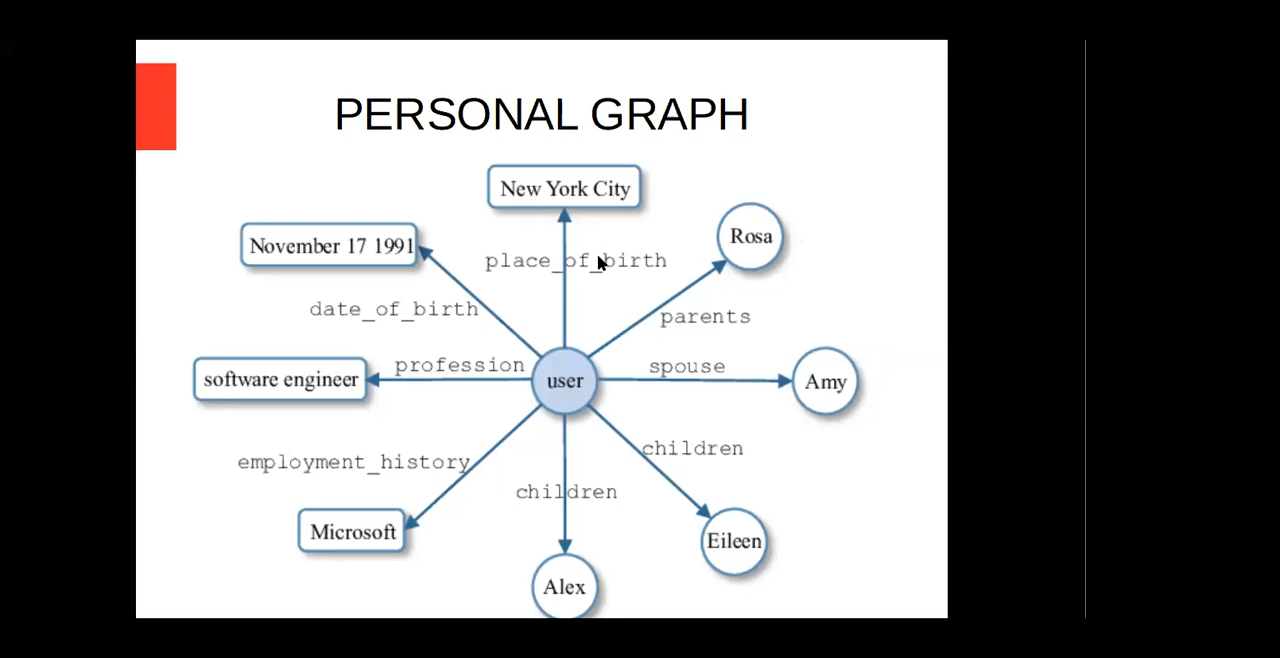 PERSONAL GRAPH
New York City
Rosa
November 17 1991
place_of_birth
date_of_birth
parents
profession
spouse
software engineer
user
Amy
children
employment_history
children
Microsoft
Eileen
Alex